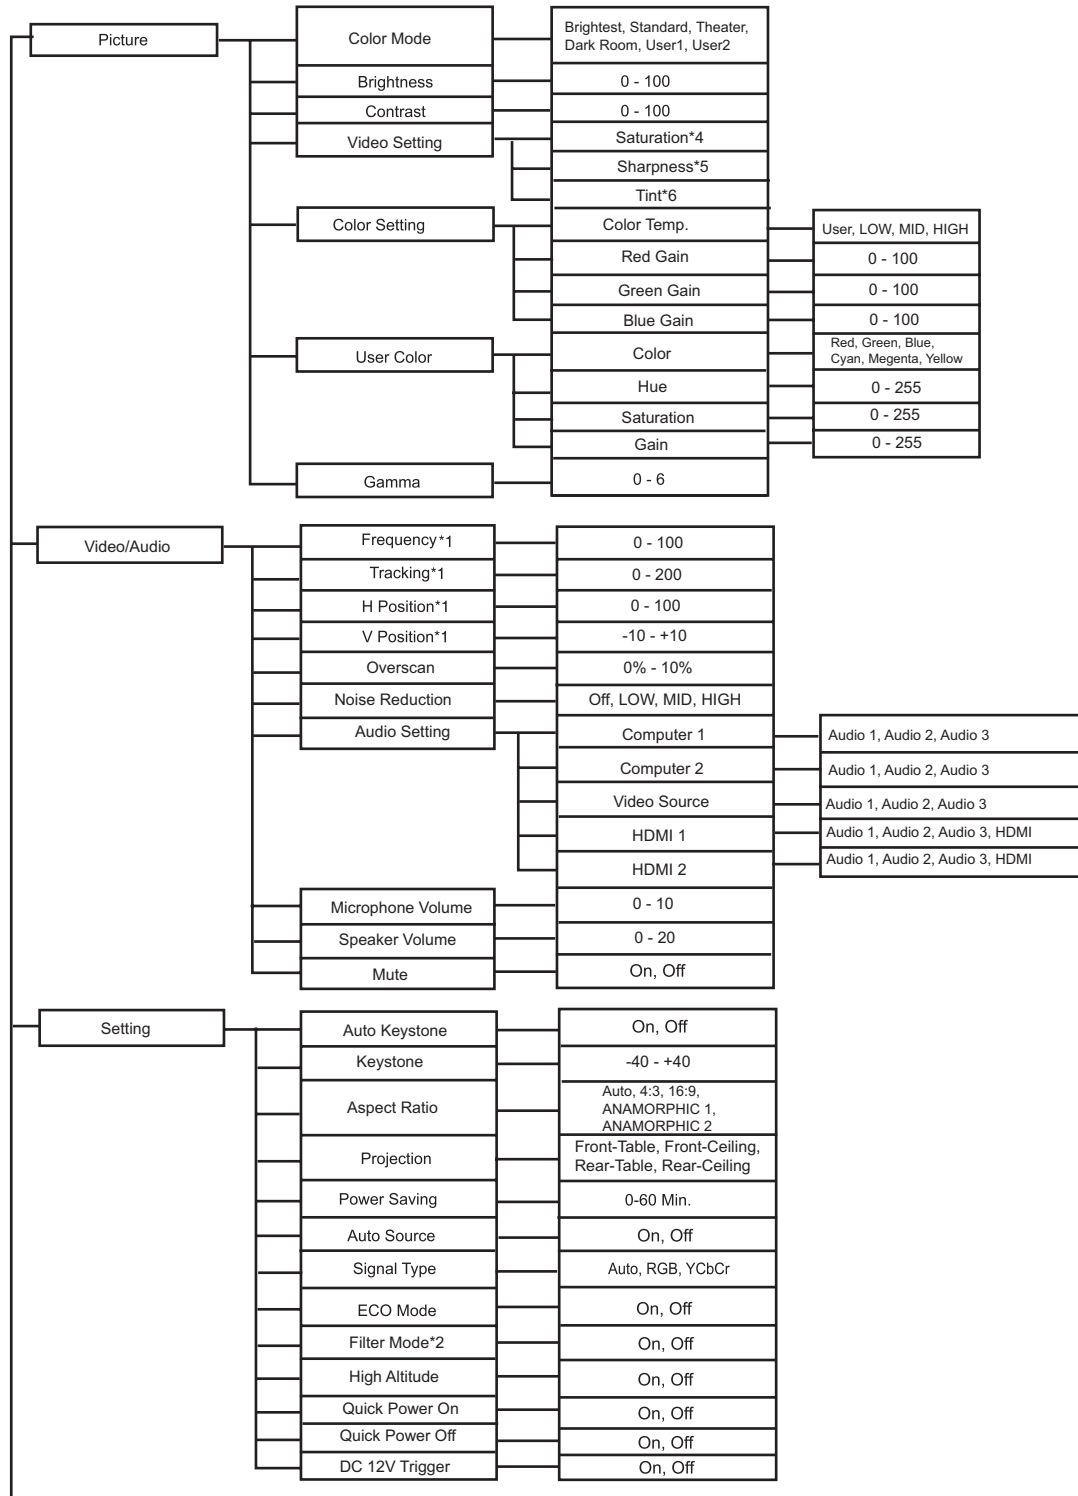 Picture
Color Mode
Brightest, Standard, Theater,
Dark Room, User1, User2
Brightness
0 - 100
Contrast
0 - 100
Video Setting
Saturation*4
Sharpness*5
Tint*6
Color Setting
Color Temp.
User, LOW, MID, HIGH
Red Gain
0 - 100
Green Gain
0 - 100
Blue Gain
0 - 100
User Color
Color
Red, Green, Blue,
Cyan, Megenta, Yellow
Hue
0 - 255
Saturation
0 - 255
Gain
0 - 255
Gamma
0 - 6
Video/Audio
Frequency*1
0 - 100
Tracking*1
0 - 200
H Position*1
0 - 100
V Position*1
-10 - +10
Overscan
0% - 10%
Noise Reduction
Off, LOW, MID, HIGH
Audio Setting
Computer 1
Audio 1, Audio 2, Audio 3
Computer 2
Audio 1, Audio 2, Audio 3
Video Source
Audio 1, Audio 2, Audio 3
HDMI 1
Audio 1, Audio 2, Audio 3, HDMI
HDMI 2
Audio 1, Audio 2, Audio 3, HDMI
Microphone Volume
0 - 10
Speaker Volume
0 - 20
Mute
On, Off
Setting
Auto Keystone
On, Off
Keystone
-40 - +40
Aspect Ratio
Auto, 4:3, 16:9,
ANAMORPHIC 1,
ANAMORPHIC 2
Projection
Front-Table, Front-Ceiling,
Rear-Table, Rear-Ceiling
Power Saving
0-60 Min.
Auto Source
On, Off
Signal Type
Auto, RGB, YCbCr
ECO Mode
On, Off
Filter Mode*2
On, Off
High Altitude
On, Off
Quick Power On
On, Off
Quick Power Off
On, Off
DC 12V Trigger
On, Off